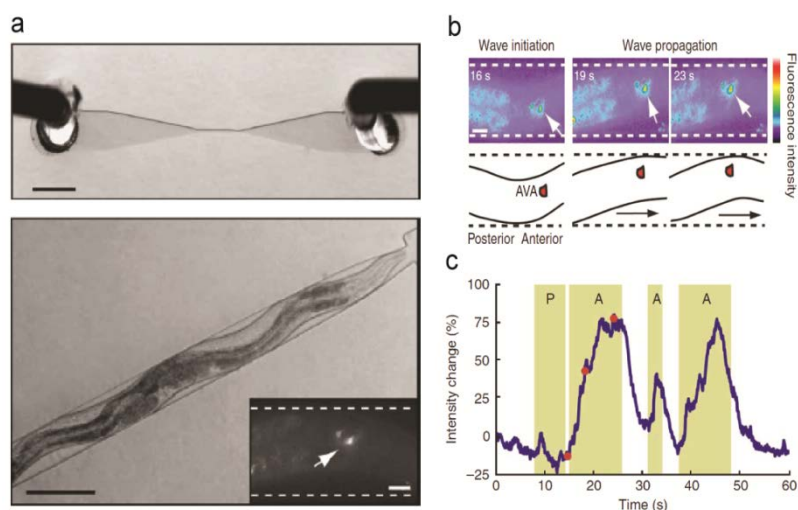 a
b
Wave initiation Wave propagation
16 s 19 s 23 s
Fluorescence intensity
AVA
Posterior Anterior
c
P A A A
100
75
50
25
0
−25
Intensity change (%)
0 10 20 30 40 50 60
Time (s)